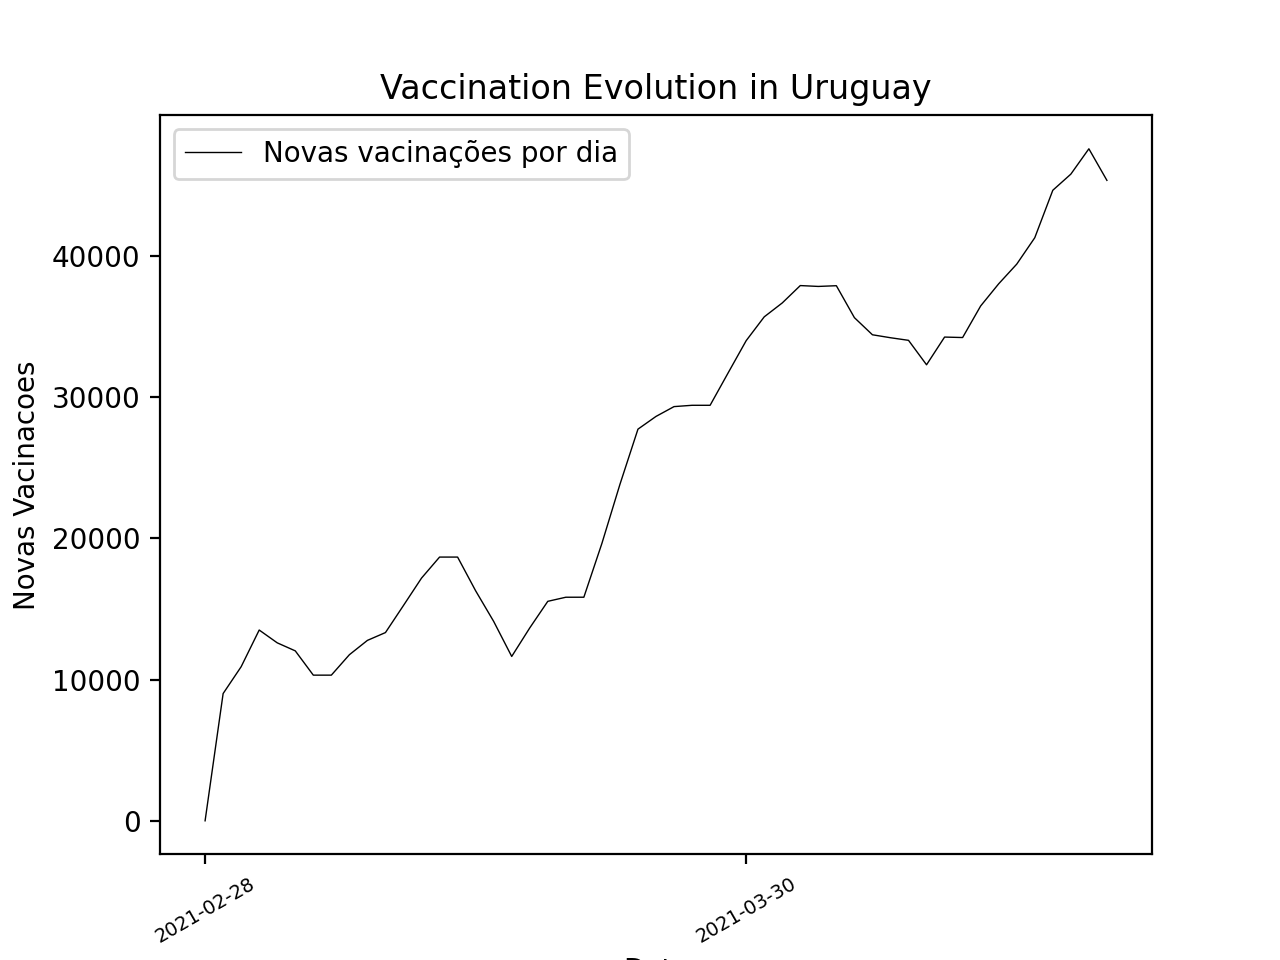 Vaccination Evolution in Uruguay
Novas vacinações por dia
40000
30000
20000
10000
0
Novas Vacinacoes
2021-02-28
2021-03-30